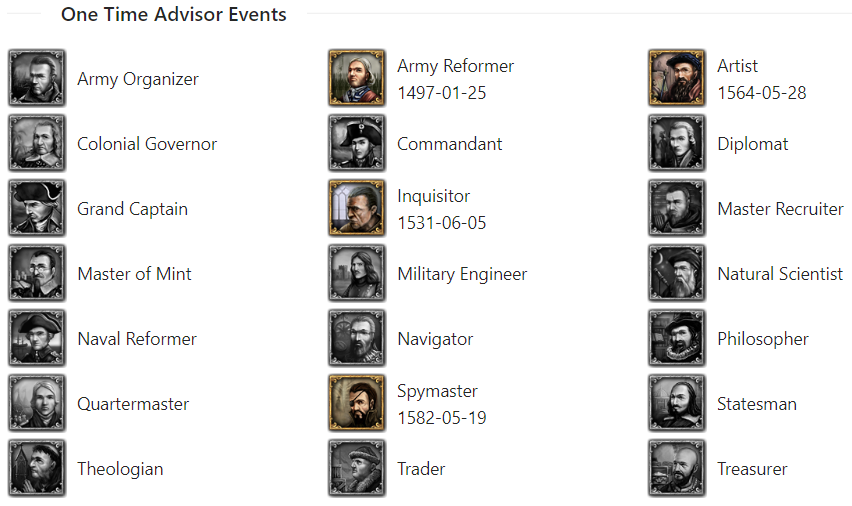 One Time Advisor Events
Army Organizer
Army Reformer
1497-01-25
Artist
1564-05-28
Colonial Governor
Commandant
Diplomat
Grand Captain
Inquisitor
1531-06-05
Master Recruiter
Master of Mint
Military Engineer
Natural Scientist
Naval Reformer
Navigator
Philosopher
Quartermaster
Spymaster
1582-05-19
Statesman
Theologian
Trader
Treasurer